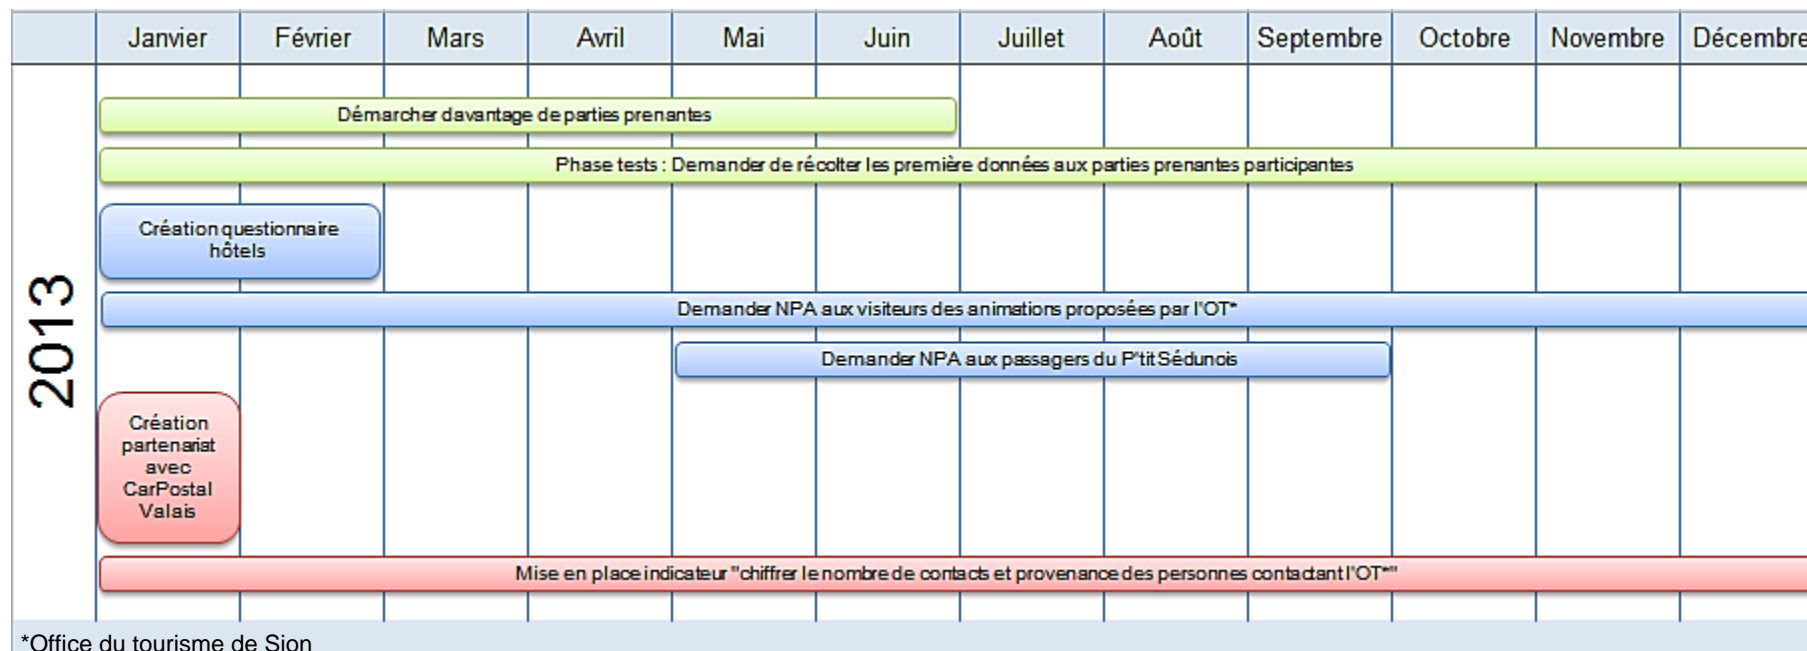 Janvier Février Mars Avril Mai Juin Juillet Août Septembre Octobre Novembre Décembre
2013
Démarcher davantage de parties prenantes
Phase tests : Demander de récolter les première données aux parties prenantes participantes
Création questionnaire
hôtels
Demander NPA aux visiteurs des animations proposées par l'OT*
Demander NPA aux passagers du P'tit Sédunois
Création
partenariat
avec
CarPostal
Valais
Mise en place indicateur "chiffrer le nombre de contacts et provenance des personnes contactant l'OT*"
*Office du tourisme de Sion